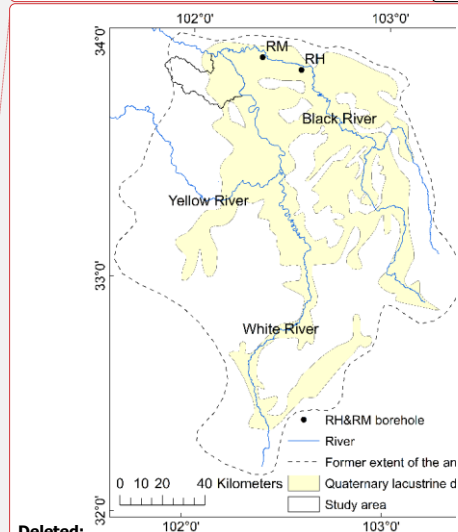 102°0' 103°0'
34°0'
RM
RH
Black River
Yellow River
33°0'
White River
RH&RM borehole
River
Former extent of the an
0 10 20 40 Kilometers
Quaternary lacustrine d
Study area
32°0'
102°0' 103°0'
Deleted: